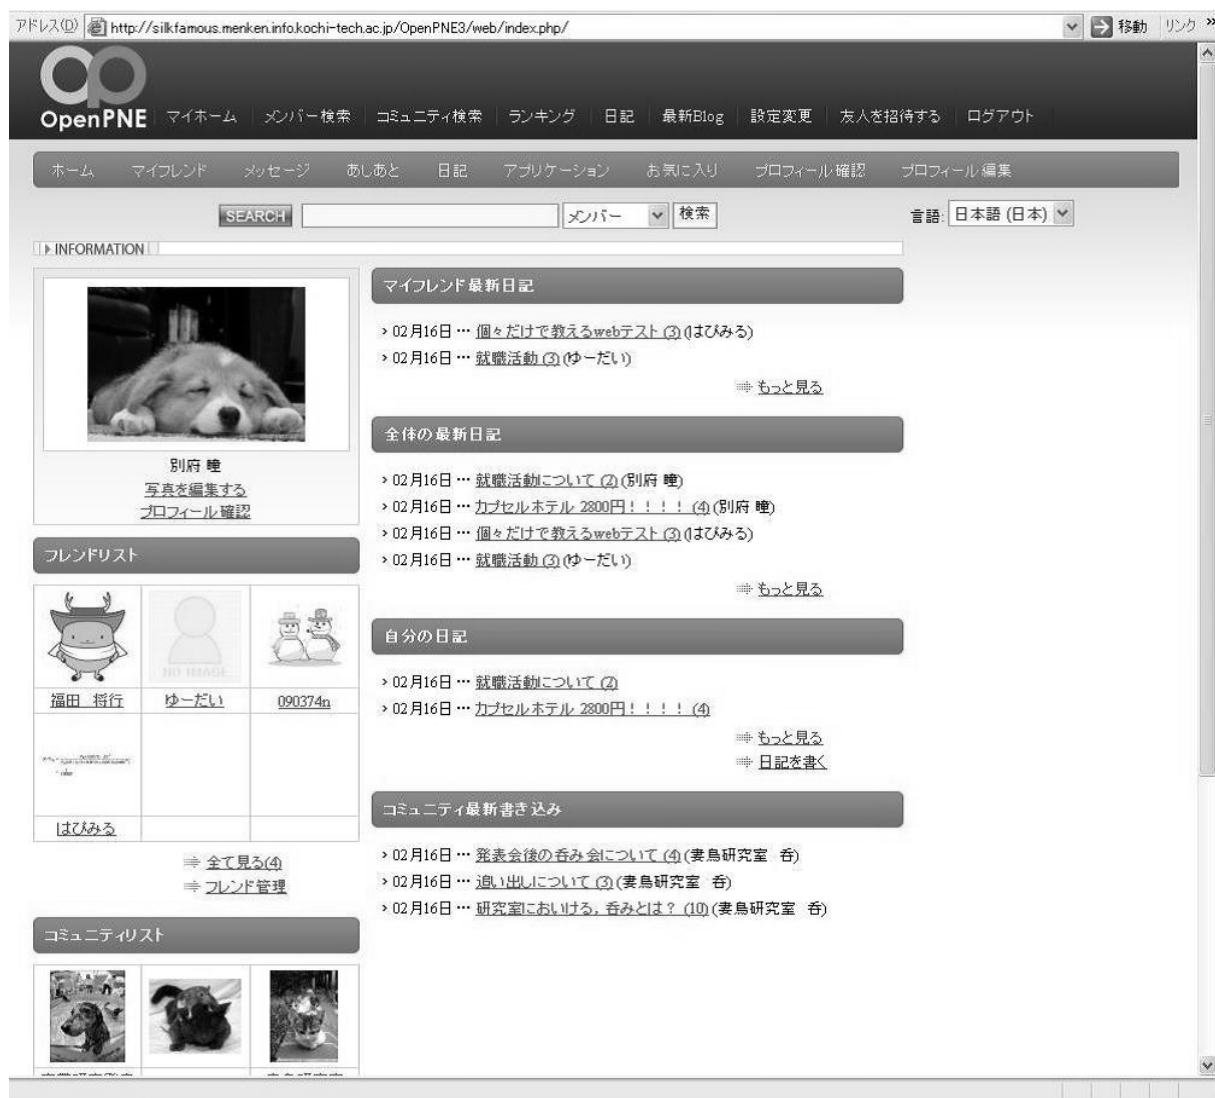 アドレス(D) http://silkfamous.menken.info.kochi-tech.ac.jp/OpenPNE3/web/index.php/ 移動 リンク »
OpenPNE マイホーム メンバー検索 コミュニティ検索 ランキング 日記 最新Blog 設定変更 友人を招待する ログアウト
ホーム マイフレンド メッセージ あしあと 日記 アプリケーション お気に入り プロフィール確認 プロフィール編集
SEARCH メンバー 検索 言語: 日本語 (日本)
INFORMATION
別府 瞳
写真を編集する
プロフィール確認
フレンドリスト
NO IMAGE
福田 将行 ゆーだい 090374n
はぴみる
全て見る(4)
フレンド管理
コミュニティリスト
マイフレンド最新日記
02月16日 … 個々だけで教えるwebテスト (3) (はぴみる)
02月16日 … 就職活動 (3) (ゆーだい)
もっと見る
全体の最新日記
02月16日 … 就職活動について (2) (別府 瞳)
02月16日 … カプセルホテル 2800円！！！！ (4) (別府 瞳)
02月16日 … 個々だけで教えるwebテスト (3) (はぴみる)
02月16日 … 就職活動 (3) (ゆーだい)
もっと見る
自分の日記
02月16日 … 就職活動について (2)
02月16日 … カプセルホテル 2800円！！！！ (4)
もっと見る
日記を書く
コミュニティ最新書き込み
02月16日 … 発表会後の呑み会について (4) (妻鳥研究室 呑)
02月16日 … 追い出しについて (3) (妻鳥研究室 呑)
02月16日 … 研究室においける，呑みとは？ (10) (妻鳥研究室 呑)